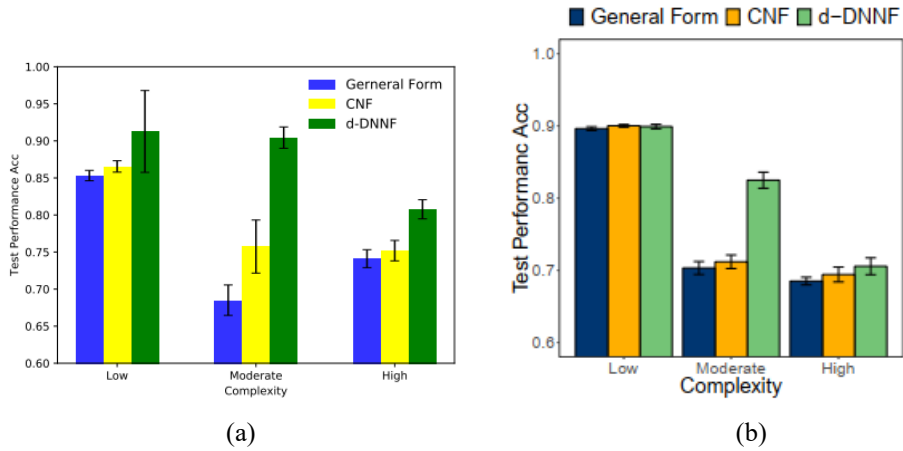 1.00
0.95
0.90
0.85
0.80
0.75
0.70
0.65
0.60
Test Performance Acc
Gerneral Form
CNF
d-DNNF
Low
Moderate
High
Complexity
(a)
General Form
CNF
d-DNNF
1.0
0.9
0.8
0.7
0.6
Test Performanc Acc
Low
Moderate
High
Complexity
(b)